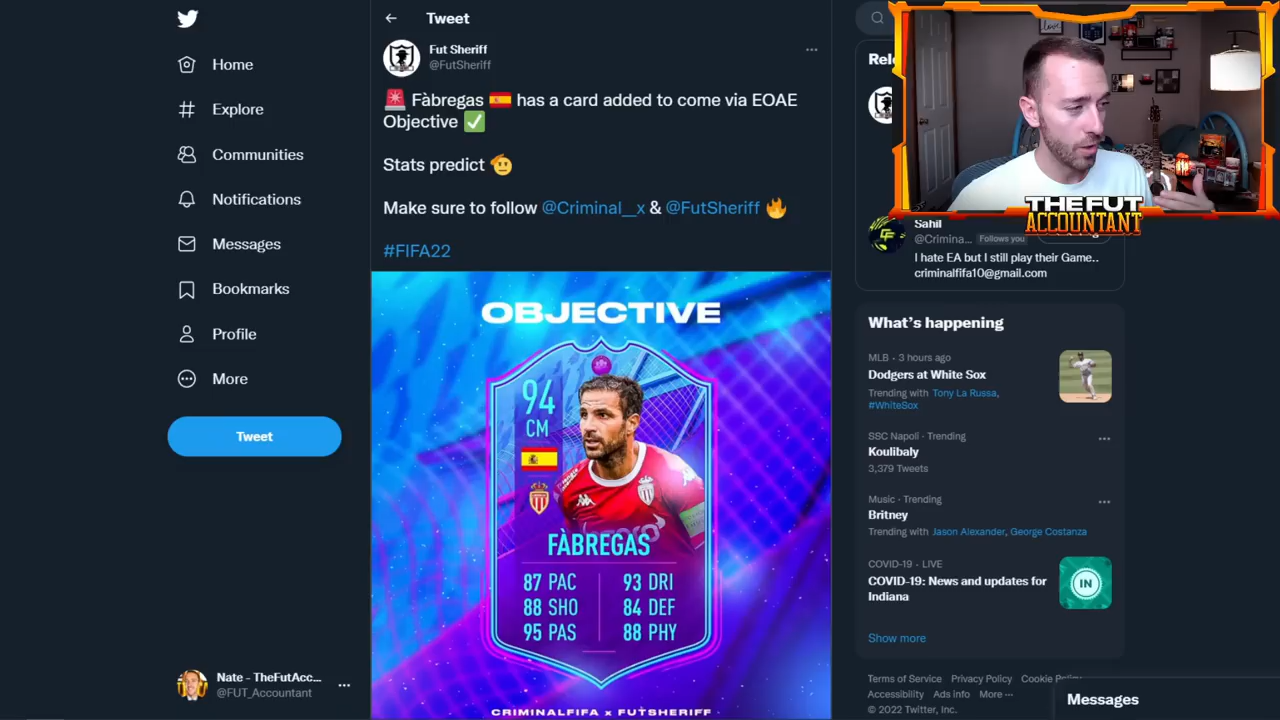 Home
Explore
Communities
Notifications
Messages
Bookmarks
Profile
More
Tweet
Nate - TheFutAcc...
@FUT_Accountant
Tweet
Fut Sheriff
@FutSheriff
Fàbregas has a card added to come via EOAE
Objective
Stats predict
Make sure to follow @Criminal__x & @FutSheriff
#FIFA22
OBJECTIVE
94
CM
FÀBREGAS
87 PAC 93 DRI
88 SHO 84 DEF
95 PAS 88 PHY
CRIMINALFIFA x FUTSHERIFF
THE FUT
ACCOUNTANT
Sahil
@Crimina... Follows you
I hate EA but I still play their Game..
criminalfifa10@gmail.com
What's happening
MLB · 3 hours ago
Dodgers at White Sox
Trending with Tony La Russa,
#WhiteSox
SSC Napoli · Trending
Koulibaly
3,379 Tweets
Music · Trending
Britney
Trending with Jason Alexander, George Costanza
COVID-19 · LIVE
COVID-19: News and updates for
Indiana
IN
Show more
Terms of Service Privacy Policy Cookie Policy
Accessibility Ads info More ···
© 2022 Twitter, Inc.
Messages